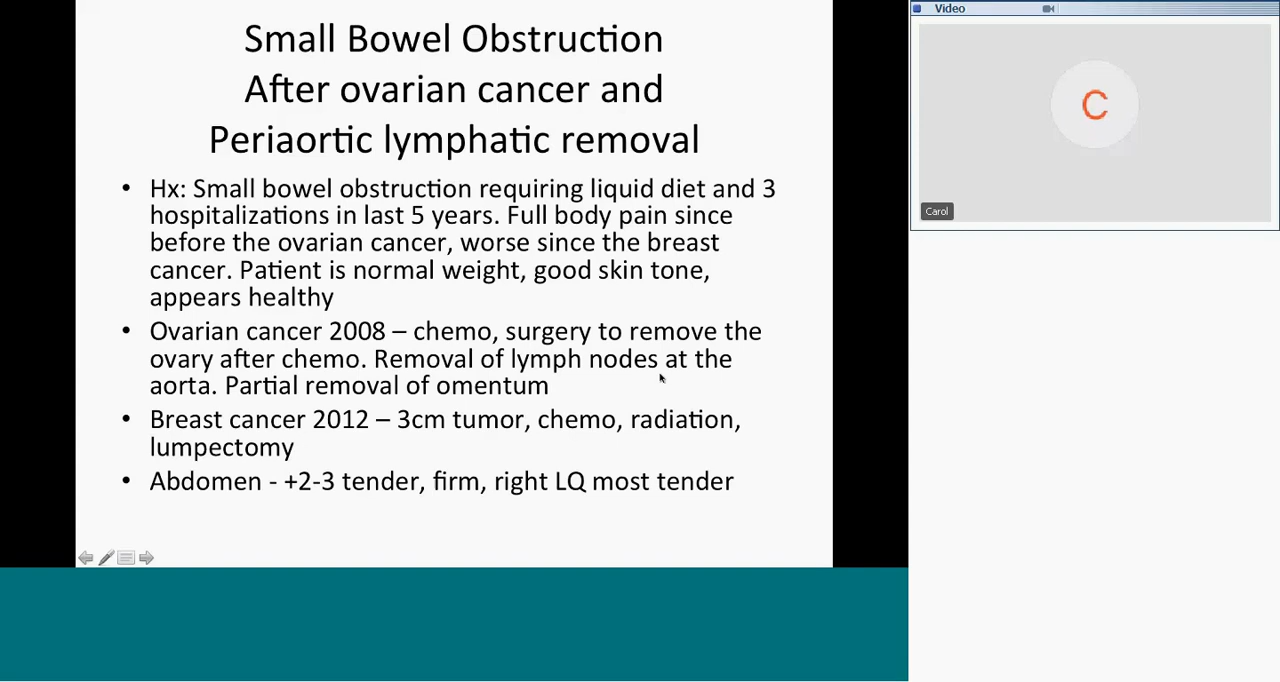 Small Bowel Obstruction
After ovarian cancer and
Periaortic lymphatic removal
• Hx: Small bowel obstruction requiring liquid diet and 3
hospitalizations in last 5 years. Full body pain since
before the ovarian cancer, worse since the breast
cancer. Patient is normal weight, good skin tone,
appears healthy
• Ovarian cancer 2008 – chemo, surgery to remove the
ovary after chemo. Removal of lymph nodes at the
aorta. Partial removal of omentum
• Breast cancer 2012 – 3cm tumor, chemo, radiation,
lumpectomy
• Abdomen - +2-3 tender, firm, right LQ most tender
Video
C
Carol